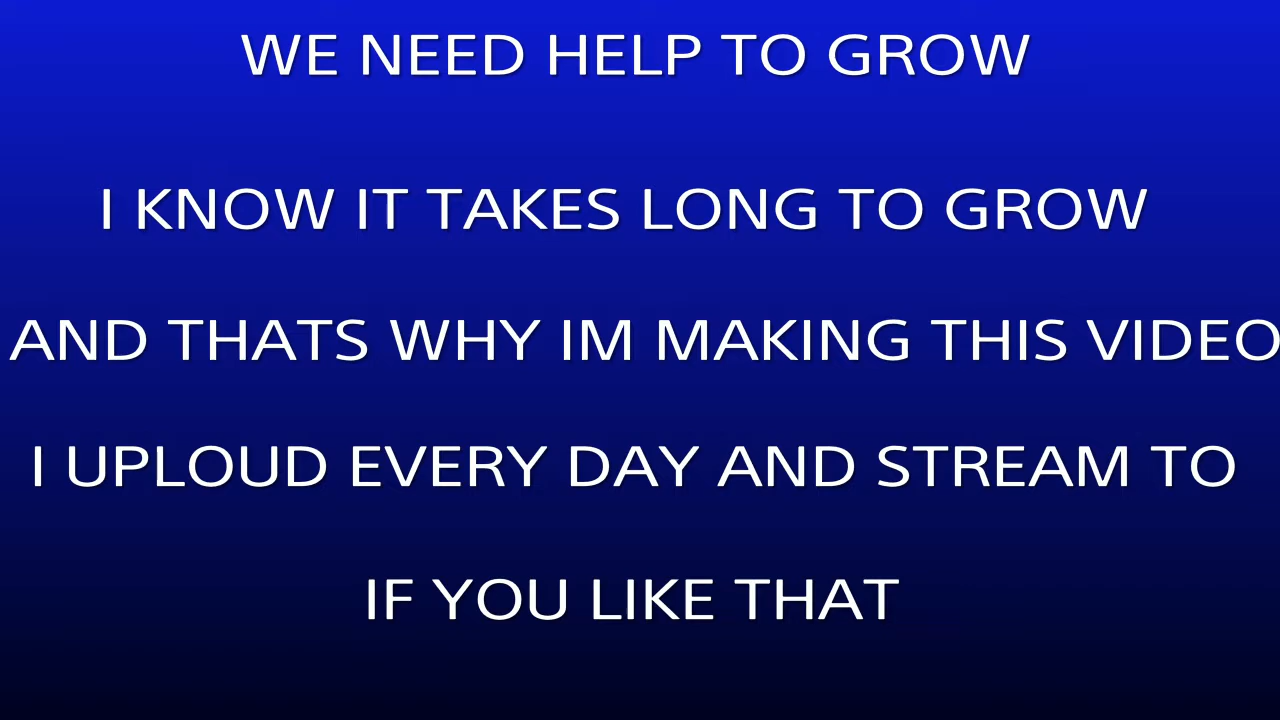 WE NEED HELP TO GROW
I KNOW IT TAKES LONG TO GROW
AND THATS WHY IM MAKING THIS VIDEO
I UPLOUD EVERY DAY AND STREAM TO
IF YOU LIKE THAT